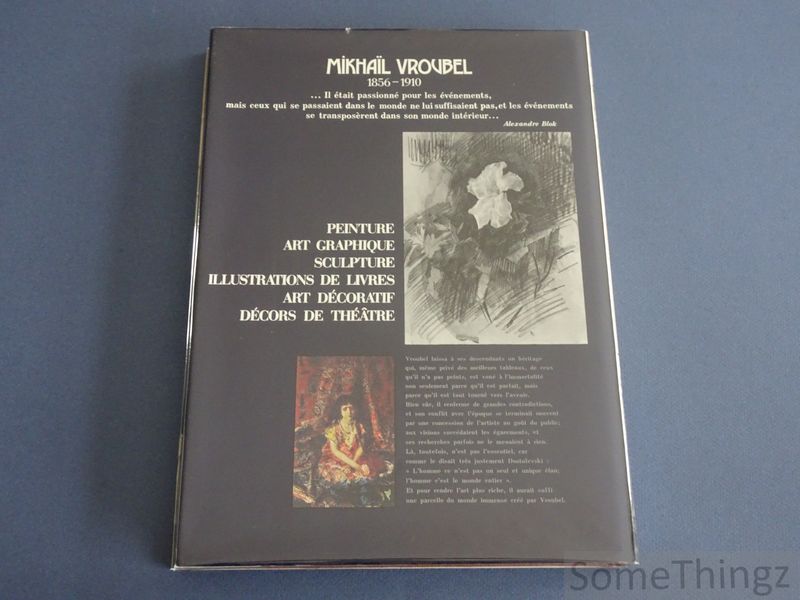 MIKHAÏL VROUBEL
1856–1910
... Il était passionné pour les événements,
mais ceux qui se passaient dans le monde ne lui suffisaient pas, et les événements
se transposèrent dans son monde intérieur...
Alexandre Blok
PEINTURE
ART GRAPHIQUE
SCULPTURE
ILLUSTRATIONS DE LIVRES
ART DÉCORATIF
DÉCORS DE THÉÂTRE
Vroubel laissa à ses descendants un héritage
qui, même privé des meilleurs tableaux, de ceux
qu'il n'a pas peints, est voué à l'immortalité
non seulement parce qu'il est parfait, mais
parce qu'il est tout tourné vers l'avenir.
Bien sûr, il renferme de grandes contradictions,
et son conflit avec l'époque se terminait souvent
par une concession de l'artiste au goût du public;
aux visions succédaient les égarements, et
ses recherches parfois ne le menaient à rien.
Là, toutefois, n'est pas l'essentiel, car
comme le disait très justement Dostoïevski :
« L'homme ce n'est pas un seul et unique élan;
l'homme c'est le monde entier ».
Et pour rendre l'art plus riche, il aurait suffi
une parcelle du monde immense créé par Vroubel.
SomeThingz